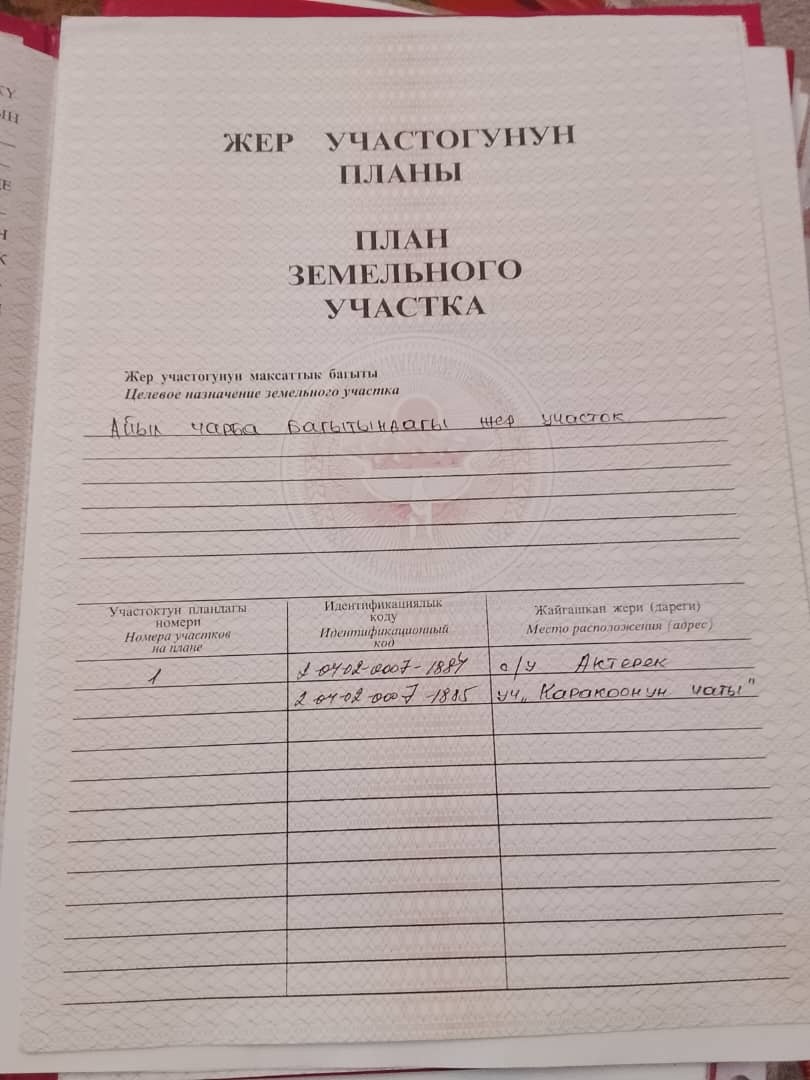 ЖЕР УЧАСТОГУНУН
ПЛАНЫ
ПЛАН
ЗЕМЕЛЬНОГО
УЧАСТКА
Жер участогунун максаттык багыты
Целевое назначение земельного участка
Айыл чарба багытындагы жер участок.
Участоктун пландагы
номери
Номера участков
на плане
Идентификациялык
коду
Идентификационный
код
Жайгашкан жери (дареги)
Место расположения (адрес)
1 2-04-02-0007-1884 а/у Актерек
2-04-02-0007-1885 уч „Каракоонун чаты"